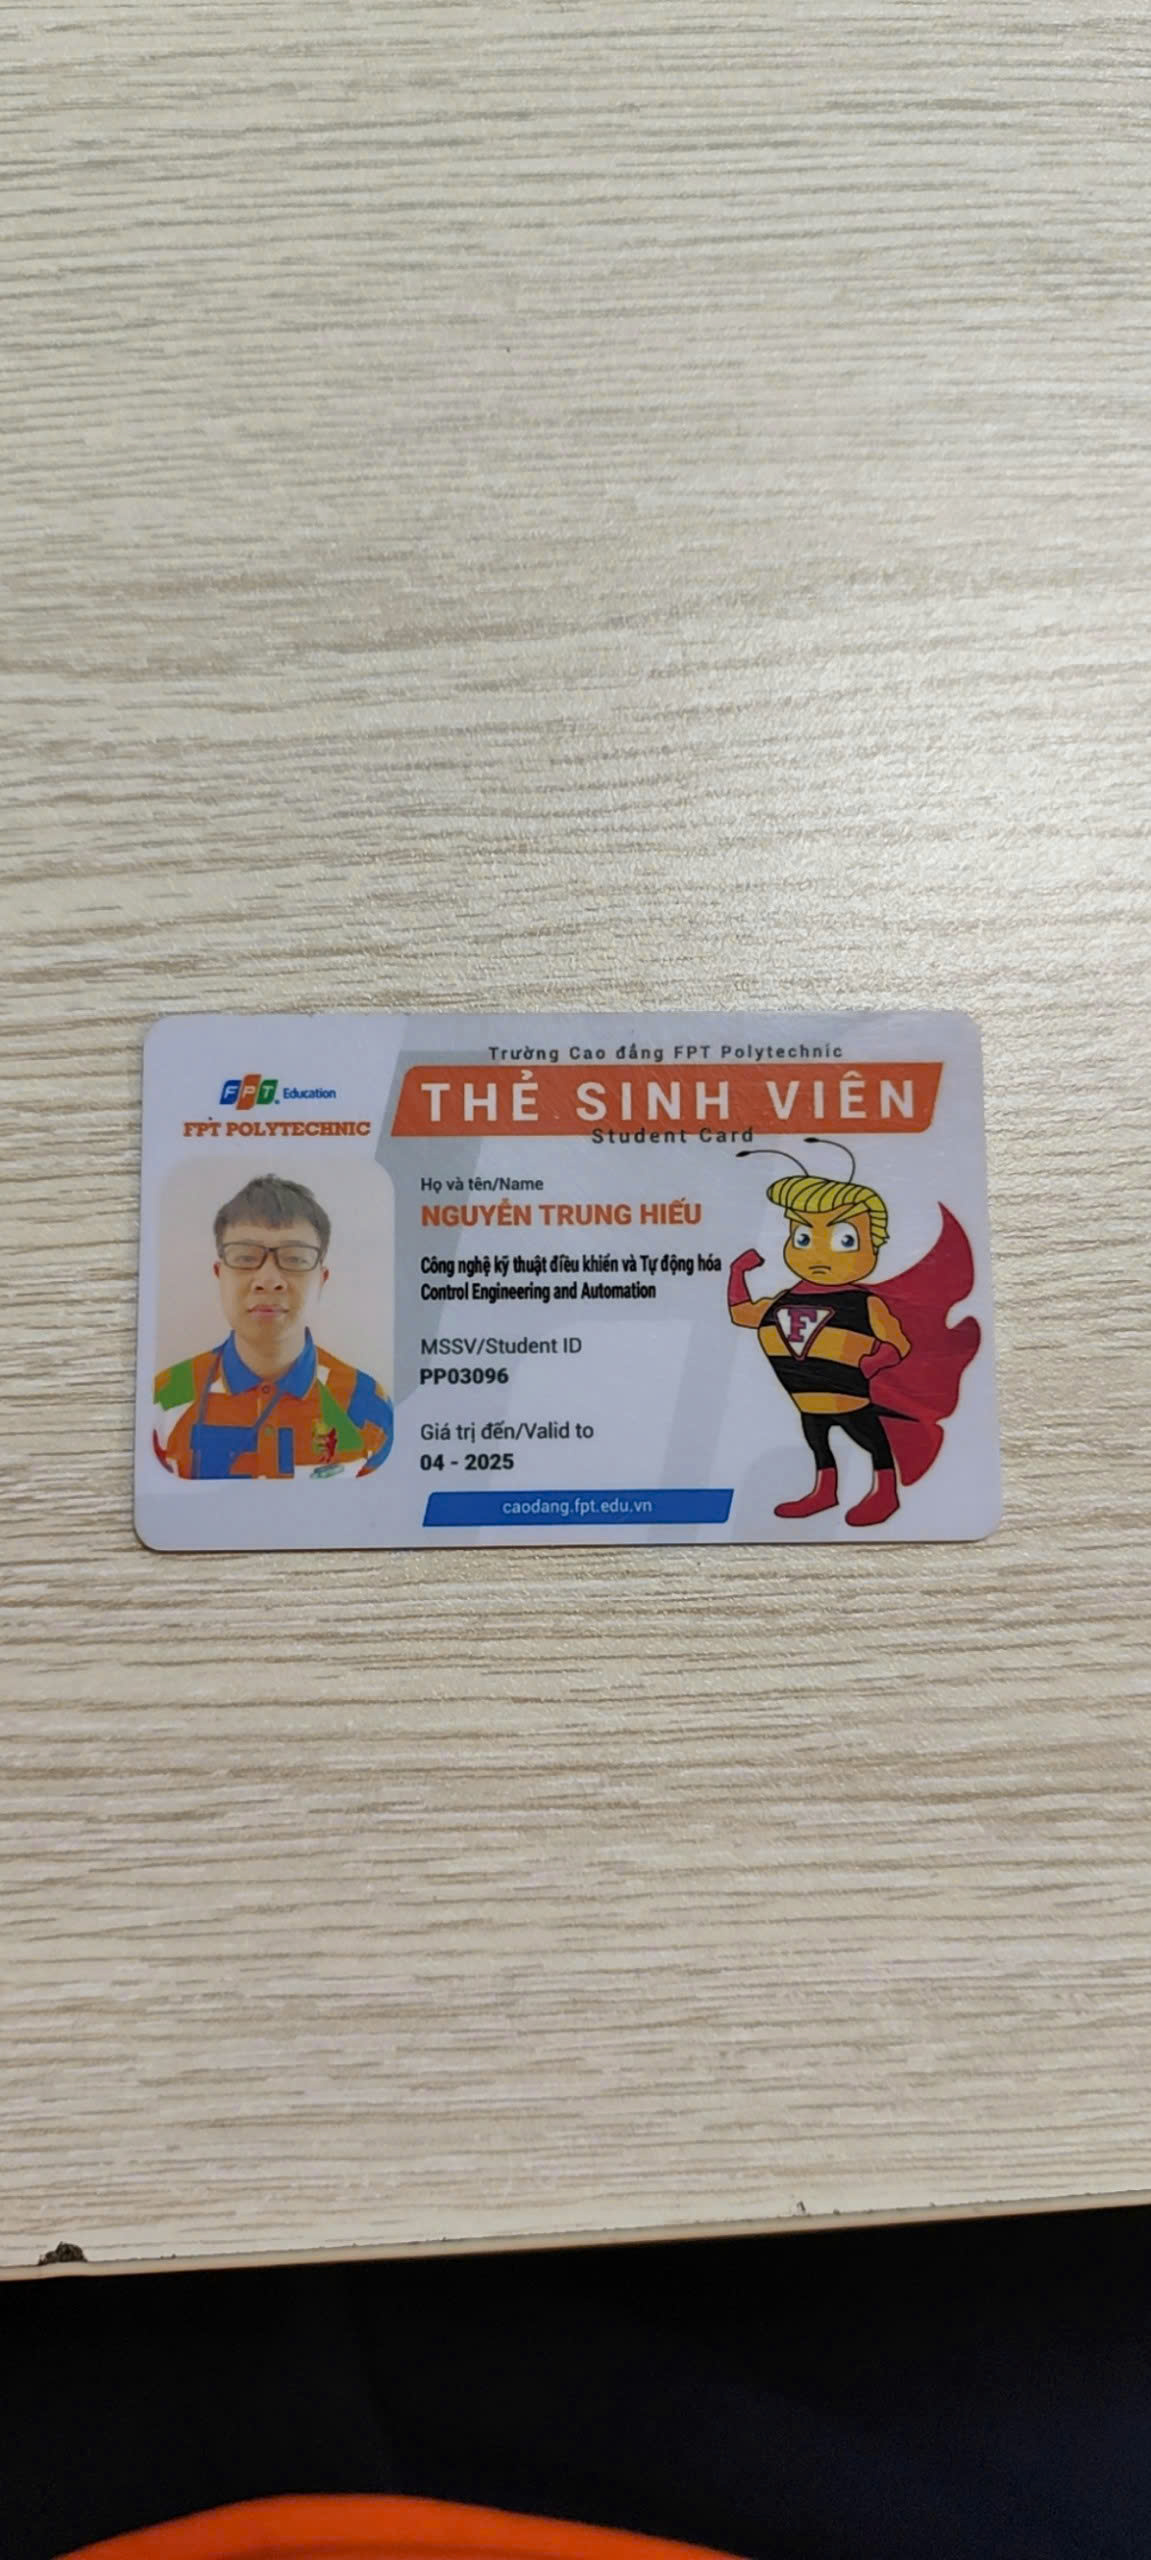 Trường Cao đẳng FPT Polytechnic
FPT Education
FPT POLYTECHNIC
THẺ SINH VIÊN
Student Card
Họ và tên/Name
NGUYỄN TRUNG HIẾU
Công nghệ kỹ thuật điều khiển và Tự động hóa
Control Engineering and Automation
MSSV/Student ID
PP03096
Giá trị đến/Valid to
04 - 2025
caodang.fpt.edu.vn
F